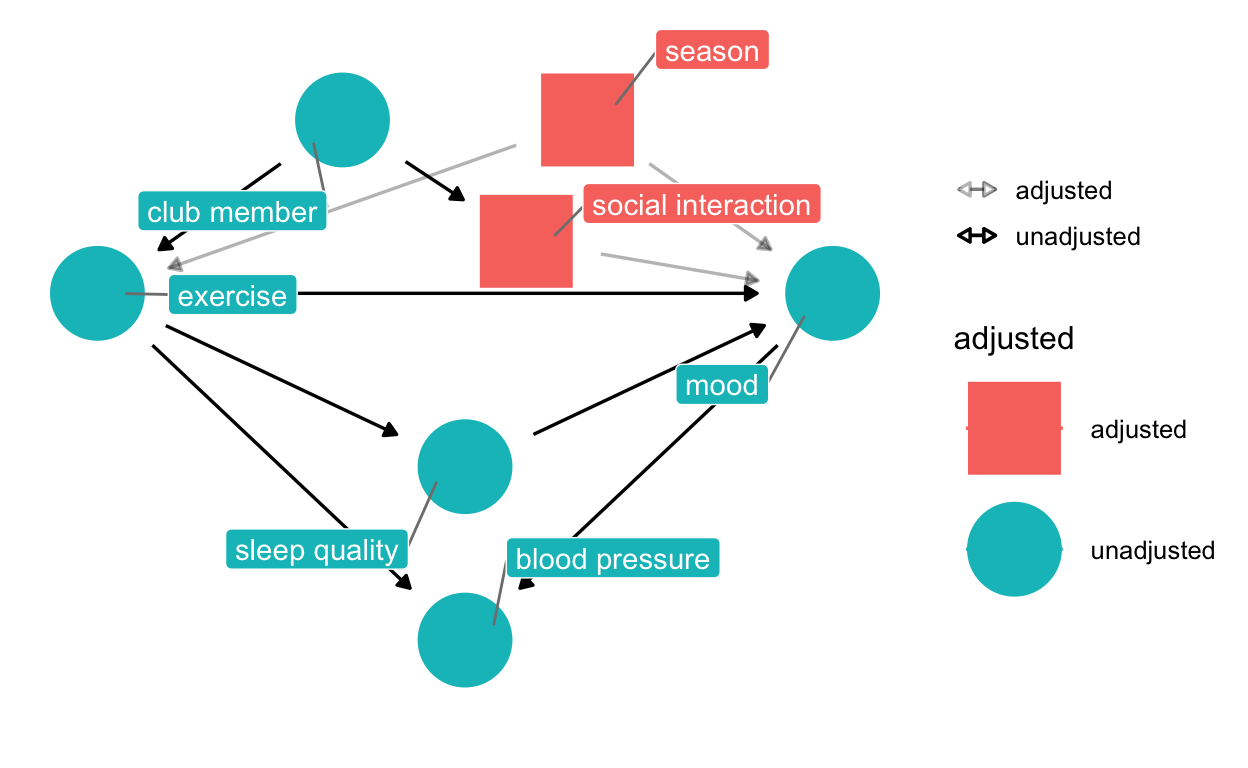 season
club member
social interaction
exercise
mood
sleep quality
blood pressure
adjusted
unadjusted
adjusted
adjusted
unadjusted